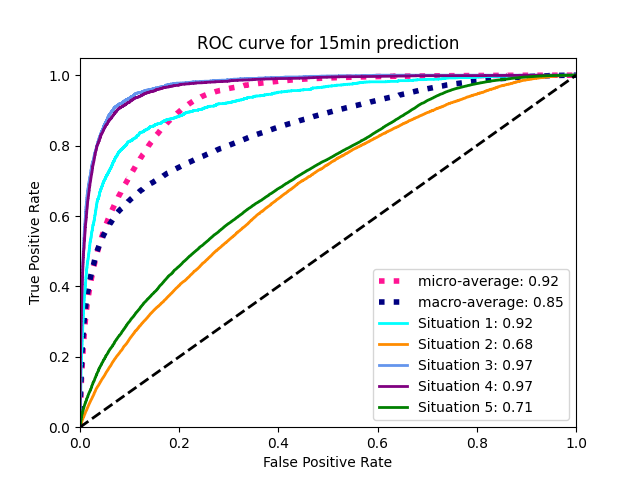 ROC curve for 15min prediction
True Positive Rate
1.0
0.8
0.6
0.4
0.2
0.0
micro-average: 0.92
macro-average: 0.85
Situation 1: 0.92
Situation 2: 0.68
Situation 3: 0.97
Situation 4: 0.97
Situation 5: 0.71
0.0 0.2 0.4 0.6 0.8 1.0
False Positive Rate